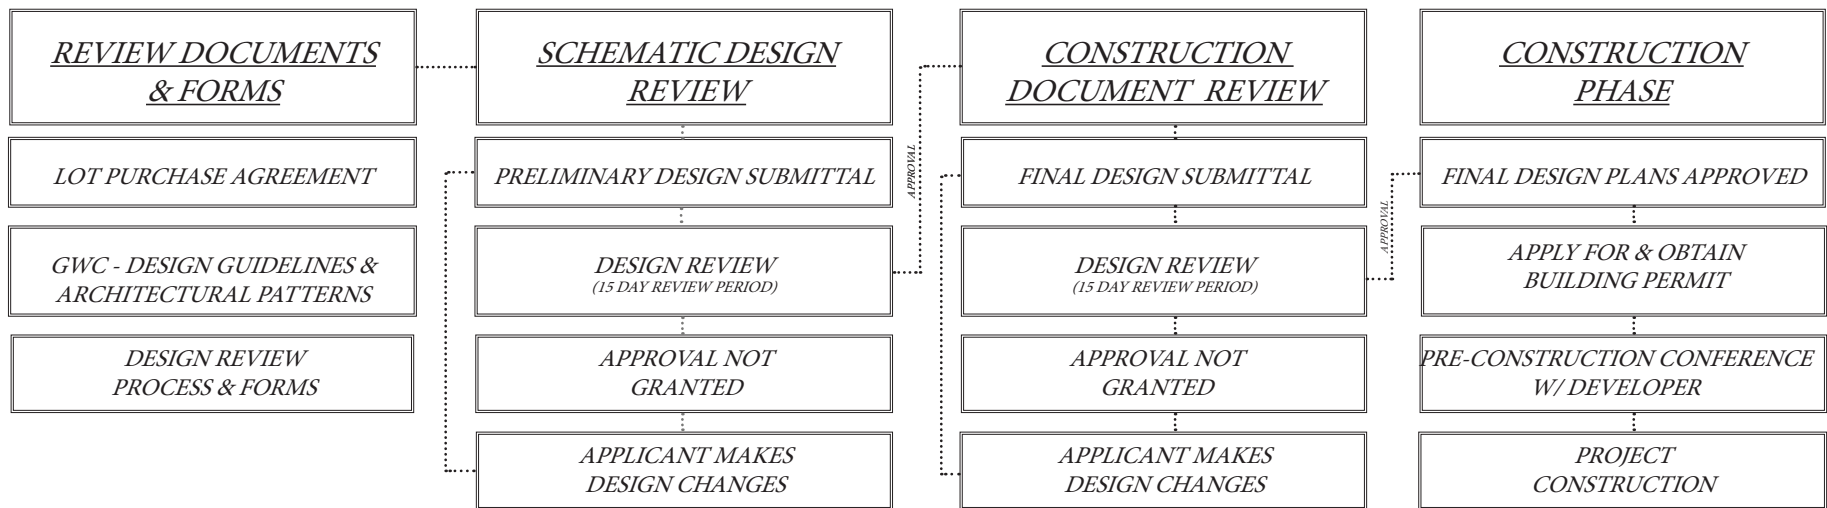 REVIEW DOCUMENTS
& FORMS
LOT PURCHASE AGREEMENT
GWC - DESIGN GUIDELINES &
ARCHITECTURAL PATTERNS
DESIGN REVIEW
PROCESS & FORMS
SCHEMATIC DESIGN
REVIEW
PRELIMINARY DESIGN SUBMITTAL
DESIGN REVIEW
(15 DAY REVIEW PERIOD)
APPROVAL NOT
GRANTED
APPLICANT MAKES
DESIGN CHANGES
APPROVAL
CONSTRUCTION
DOCUMENT REVIEW
FINAL DESIGN SUBMITTAL
DESIGN REVIEW
(15 DAY REVIEW PERIOD)
APPROVAL NOT
GRANTED
APPLICANT MAKES
DESIGN CHANGES
APPROVAL
CONSTRUCTION
PHASE
FINAL DESIGN PLANS APPROVED
APPLY FOR & OBTAIN
BUILDING PERMIT
PRE-CONSTRUCTION CONFERENCE
W/ DEVELOPER
PROJECT
CONSTRUCTION